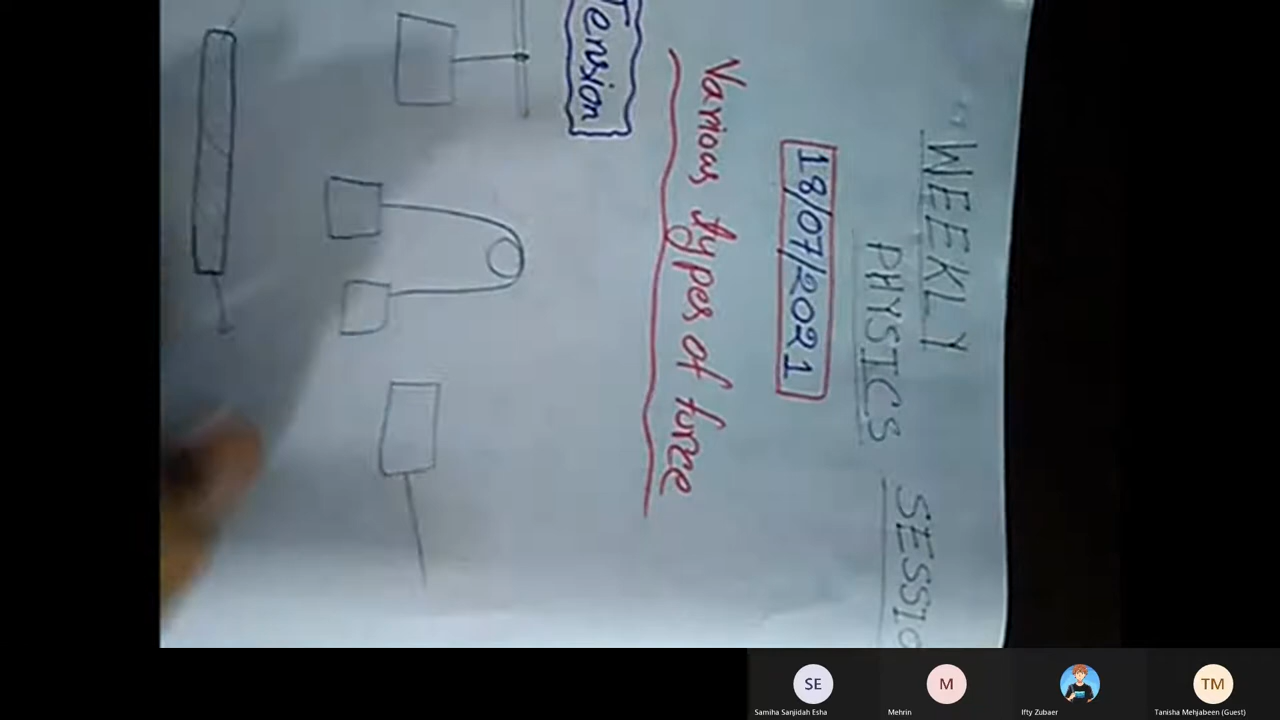 "WEEKLY
PHYSICS SESSIO
18/07/2021
Various types of force
Tension
SE
Samiha Sanjidah Esha
M
Mehrin
Ifty Zubaer
TM
Tanisha Mehjabeen (Guest)